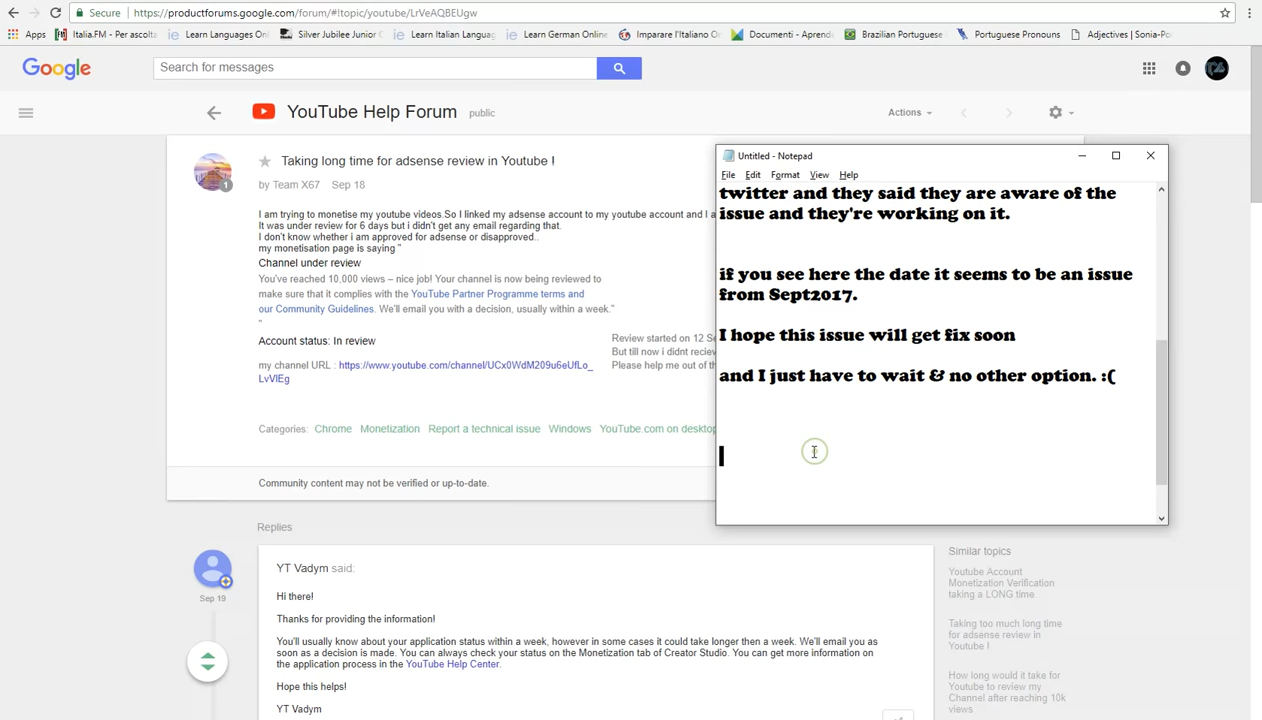 Secure
https://productforums.google.com/forum/#!topic/youtube/LrVeAQBEUgw
Apps
Italia.FM - Per ascolta
Learn Languages Onl
Silver Jubilee Junior C
Learn Italian Languag
Learn German Online
Imparare l'Italiano O
Documenti - Aprende
Brazilian Portuguese
Portuguese Pronouns
Adjectives | Sonia-Po
Google
Search for messages
YouTube Help Forum public
Actions
Taking long time for adsense review in Youtube !
by Team X67 Sep 18
1
I am trying to monetise my youtube videos.So I linked my adsense account to my youtube account and I a
It was under review for 6 days but i didn't get any email regarding that.
I don't know whether i am approved for adsense or disapproved..
my monetisation page is saying "
Channel under review
You've reached 10,000 views – nice job! Your channel is now being reviewed to
make sure that it complies with the YouTube Partner Programme terms and
our Community Guidelines. We'll email you with a decision, usually within a week."
"
Account status: In review
my channel URL : https://www.youtube.com/channel/UCx0WdM209u6eUfLo_
LvVIEg
Review started on 12 Se
But till now i didnt reciev
Please help me out of th
Categories: Chrome Monetization Report a technical issue Windows YouTube.com on desktop
Community content may not be verified or up-to-date.
Untitled - Notepad
File Edit Format View Help
twitter and they said they are aware of the
issue and they're working on it.
if you see here the date it seems to be an issue
from Sept2017.
I hope this issue will get fix soon
and I just have to wait & no other option. :(
Replies
Sep 19
YT Vadym said:
Hi there!
Thanks for providing the information!
You'll usually know about your application status within a week, however in some cases it could take longer then a week. We'll email you as
soon as a decision is made. You can always check your status on the Monetization tab of Creator Studio. You can get more information on
the application process in the YouTube Help Center.
Hope this helps!
YT Vadym
Similar topics
Youtube Account
Monetization Verification
taking a LONG time.
Taking too much long time
for adsense review in
Youtube !
How long would it take for
Youtube to review my
Channel after reaching 10k
views